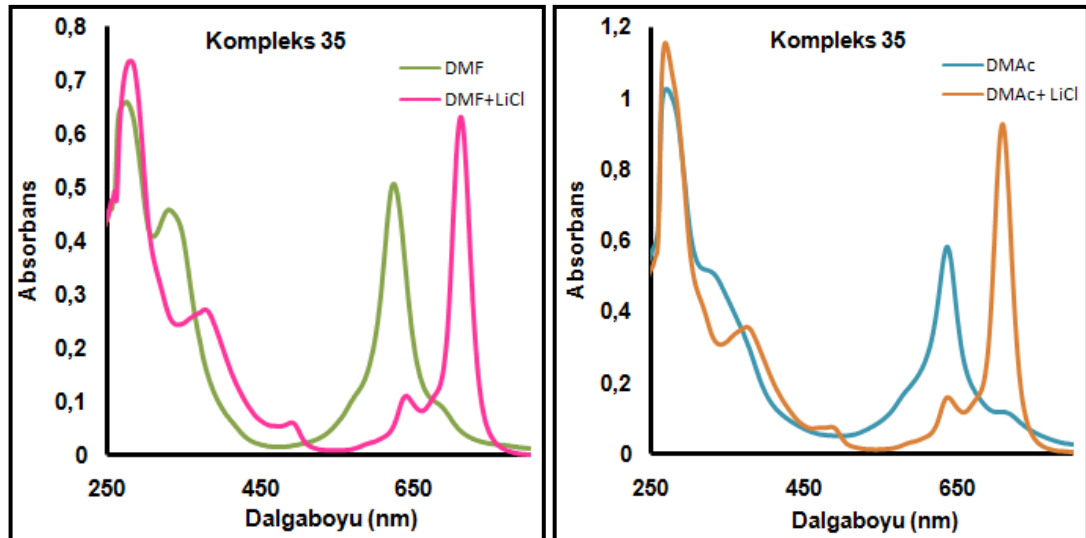 Kompleks 35
DMF
DMF+LiCl
Absorbans
0,8
0,7
0,6
0,5
0,4
0,3
0,2
0,1
0
250 450 650
Dalgaboyu (nm)
Kompleks 35
DMAc
DMAc+ LiCl
Absorbans
1,2
1
0,8
0,6
0,4
0,2
0
250 450 650
Dalgaboyu (nm)